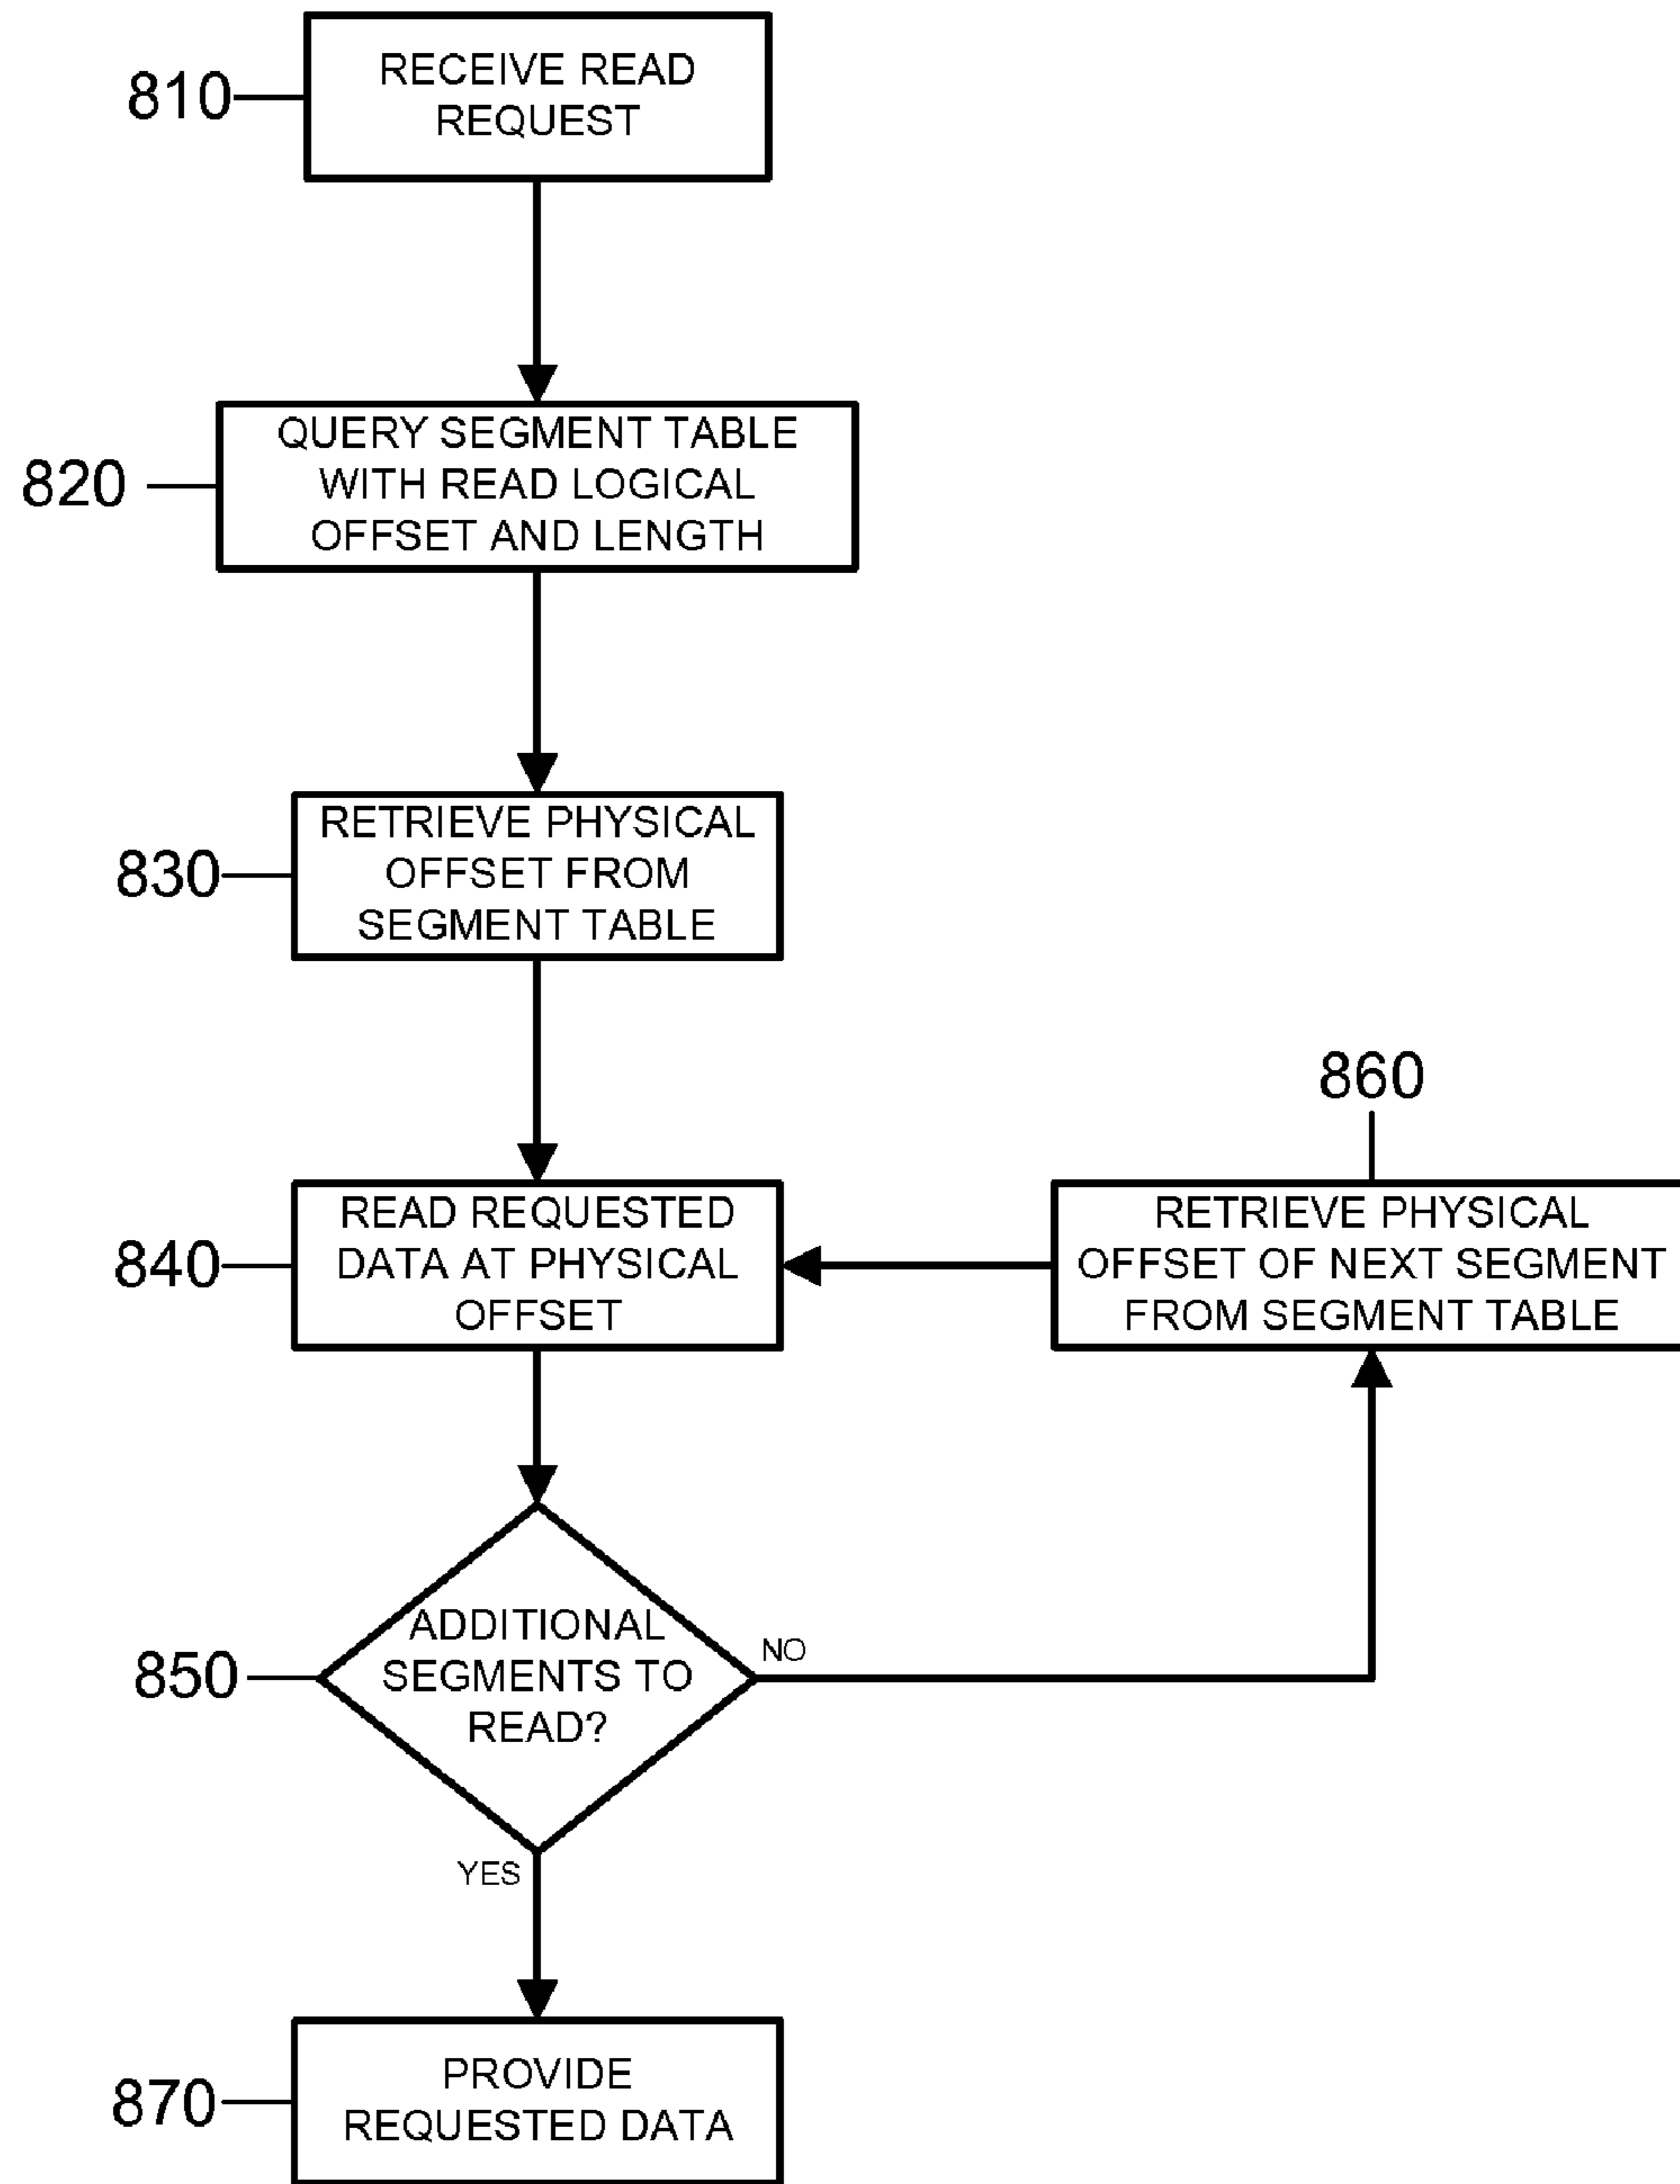 810
RECEIVE READ
REQUEST
820
QUERY SEGMENT TABLE
WITH READ LOGICAL
OFFSET AND LENGTH
830
RETRIEVE PHYSICAL
OFFSET FROM
SEGMENT TABLE
860
840
READ REQUESTED
DATA AT PHYSICAL
OFFSET
RETRIEVE PHYSICAL
OFFSET OF NEXT SEGMENT
FROM SEGMENT TABLE
850
ADDITIONAL
SEGMENTS TO
READ?
NO
YES
870
PROVIDE
REQUESTED DATA